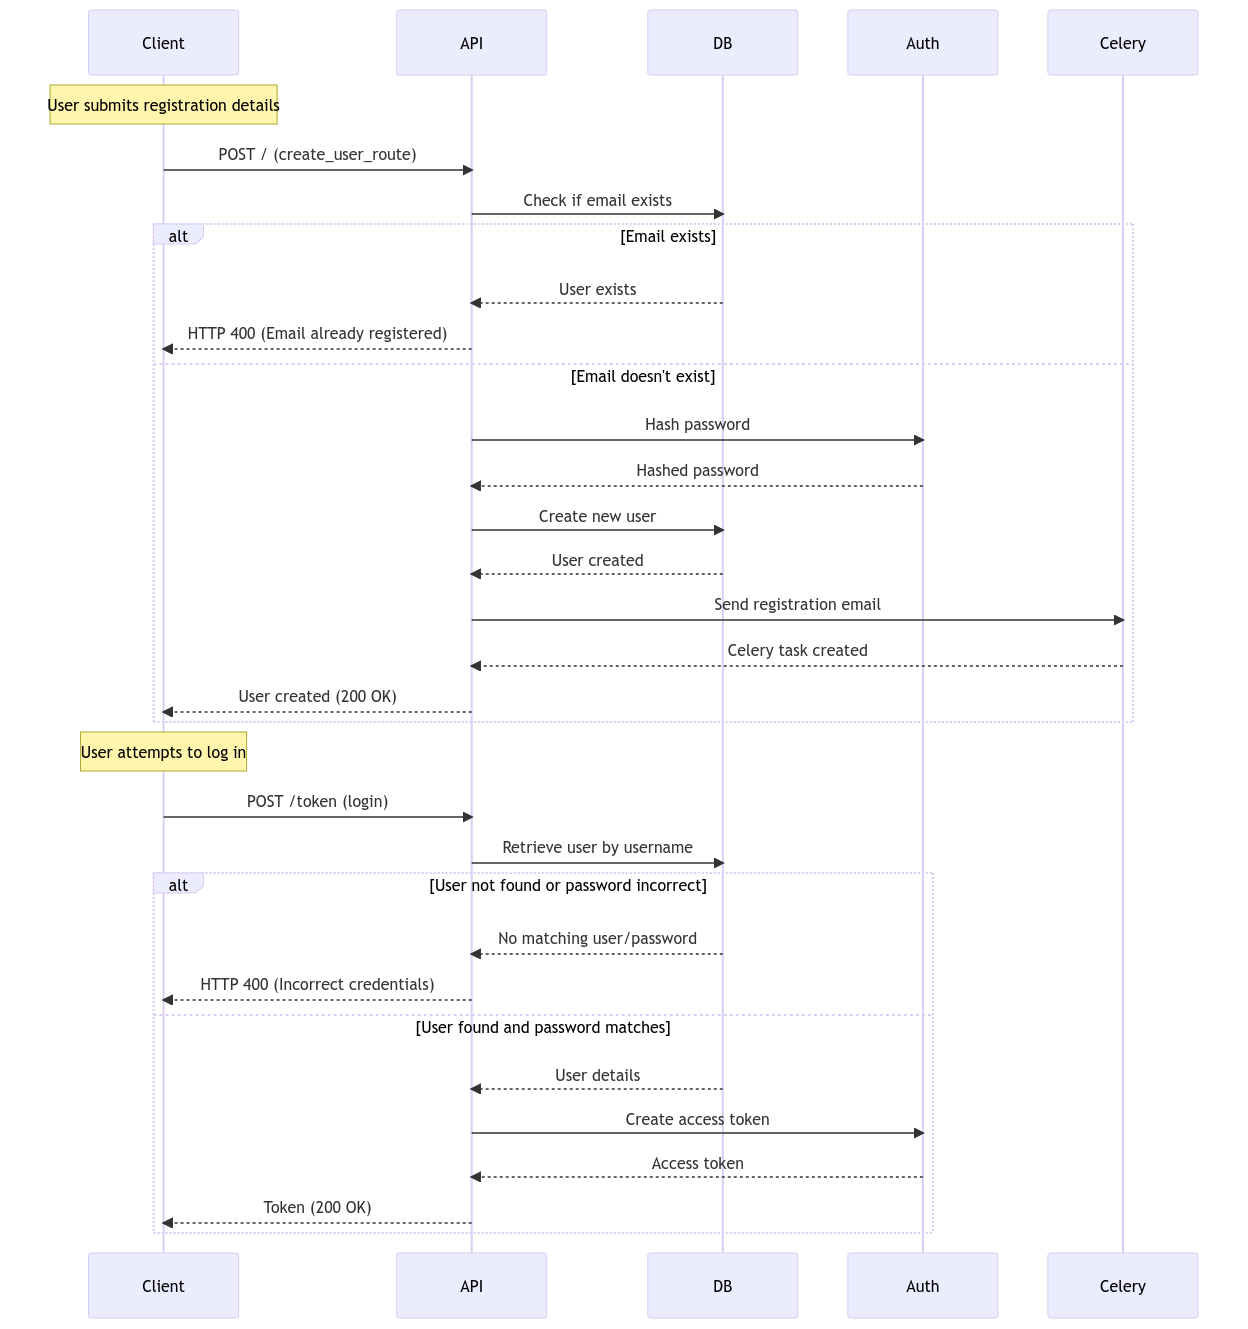 Client
API
DB
Auth
Celery
User submits registration details
POST / (create_user_route)
Check if email exists
alt
[Email exists]
User exists
HTTP 400 (Email already registered)
[Email doesn't exist]
Hash password
Hashed password
Create new user
User created
Send registration email
Celery task created
User created (200 OK)
User attempts to log in
POST /token (login)
Retrieve user by username
alt
[User not found or password incorrect]
No matching user/password
HTTP 400 (Incorrect credentials)
[User found and password matches]
User details
Create access token
Access token
Token (200 OK)
Client
API
DB
Auth
Celery